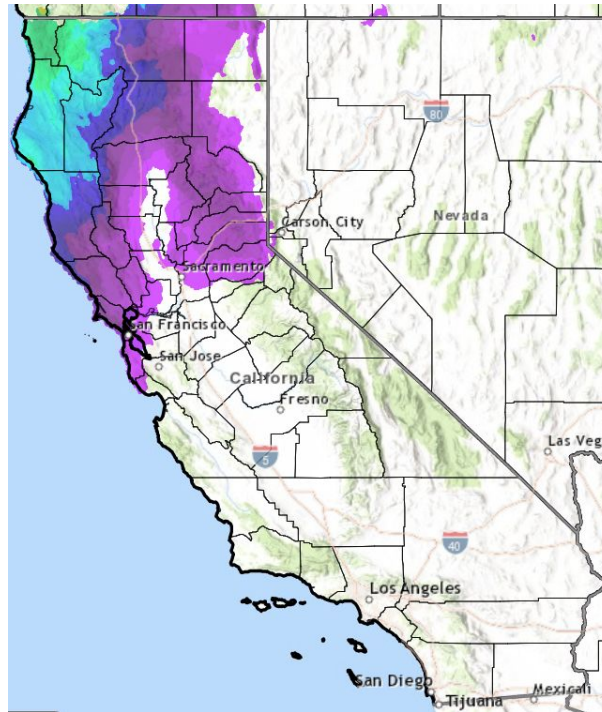 80
Carson City
Nevada
Sacramento
San Francisco
San Jose
California
Fresno
5
Las Veg
40
Los Angeles
San Diego
Tijuana
Mexicali